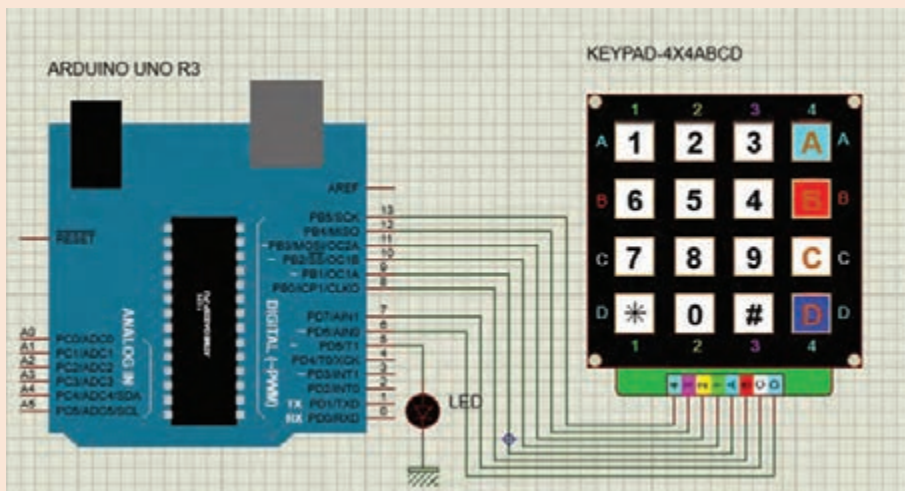 KEYPAD-4X4ABCD
ARDUINO UNO R3
1 2 3 4
A 1 2 3 A A
B 6 5 4 B B
C 7 8 9 C C
D * 0 # D D
1 2 3 4
AREF
RESET
PB5/SCK 13
PB4/MISO 12
~PB3/MOSI/OC2A 11
~PB2/SS/OC1B 10
~PB1/OC1A 9
PB0/ICP1/CLKO 8
PD7/AIN1 7
~PD6/AIN0 6
~PD5/T1 5
PD4/T0/XCK 4
~PD3/INT1 3
PD2/INT0 2
TX PD1/TXD 1
RX PD0/RXD 0
DIGITAL (~PWM)
ANALOG IN
A0 PC0/ADC0
A1 PC1/ADC1
A2 PC2/ADC2
A3 PC3/ADC3
A4 PC4/ADC4/SDA
A5 PC5/ADC5/SCL
LED